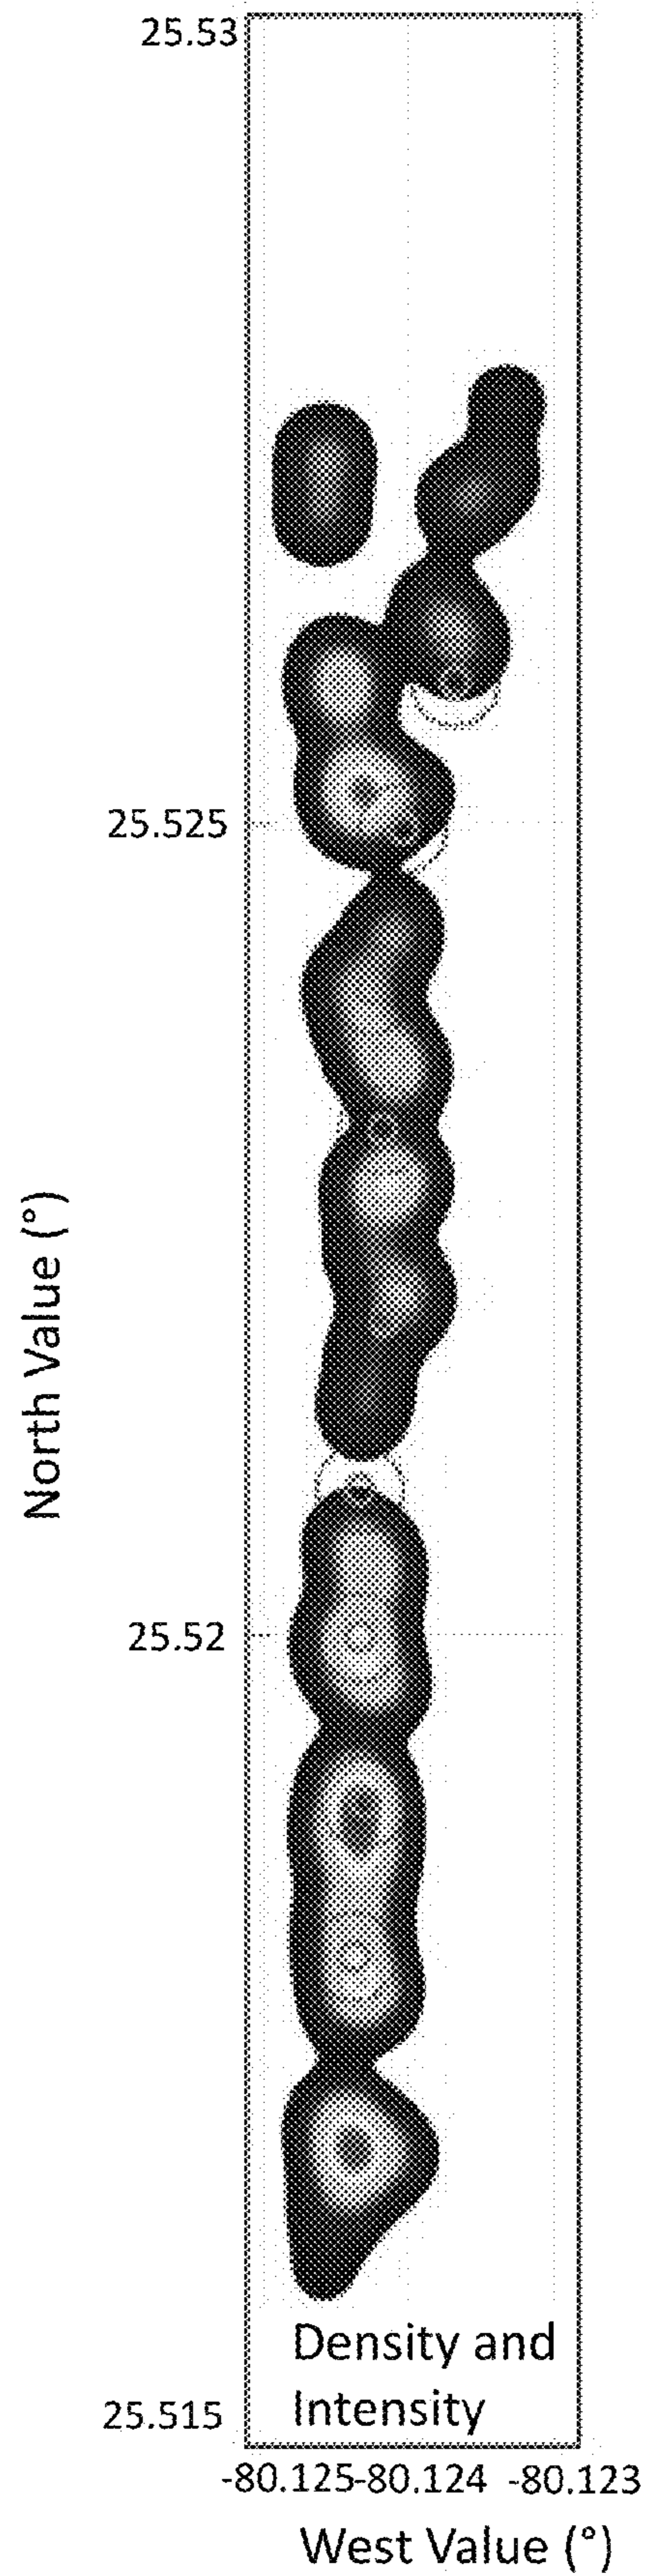 25.53
25.525
North Value (°)
25.52
Density and
Intensity
25.515
-80.125 -80.124 -80.123
West Value (°)